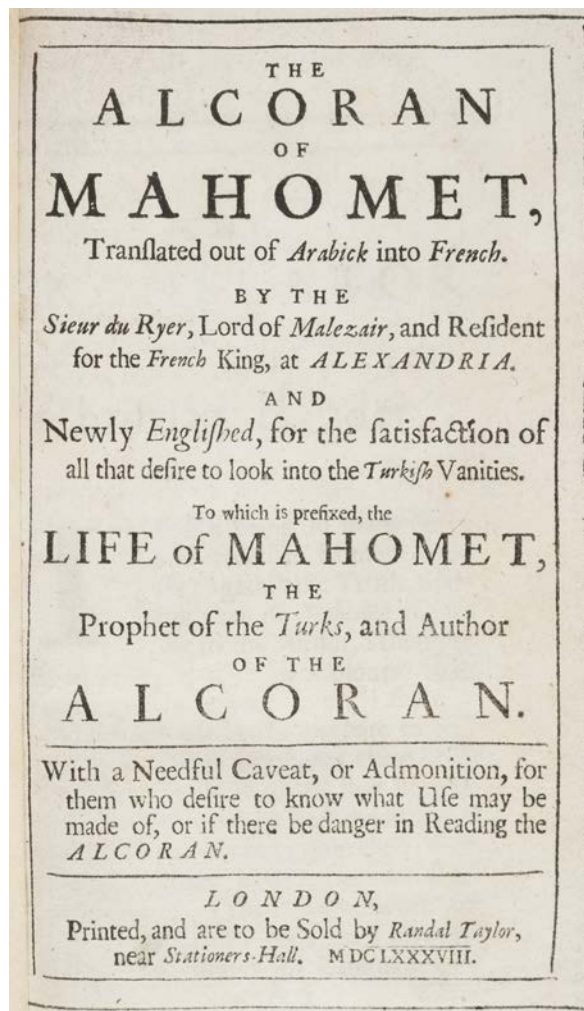 THE
ALCORAN
OF
MAHOMET,
Tranſlated out of Arabick into French.
BY THE
Sieur du Ryer, Lord of Malezair, and Reſident
for the French King, at ALEXANDRIA.
AND
Newly Engliſhed, for the ſatisfaction of
all that deſire to look into the Turkiſh Vanities.
To which is prefixed, the
LIFE of MAHOMET,
THE
Prophet of the Turks, and Author
OF THE
ALCORAN.
With a Needful Caveat, or Admonition, for
them who deſire to know what Uſe may be
made of, or if there be danger in Reading the
ALCORAN.
LONDON,
Printed, and are to be Sold by Randal Taylor,
near Stationers-Hall. MDCLXXXVIII.